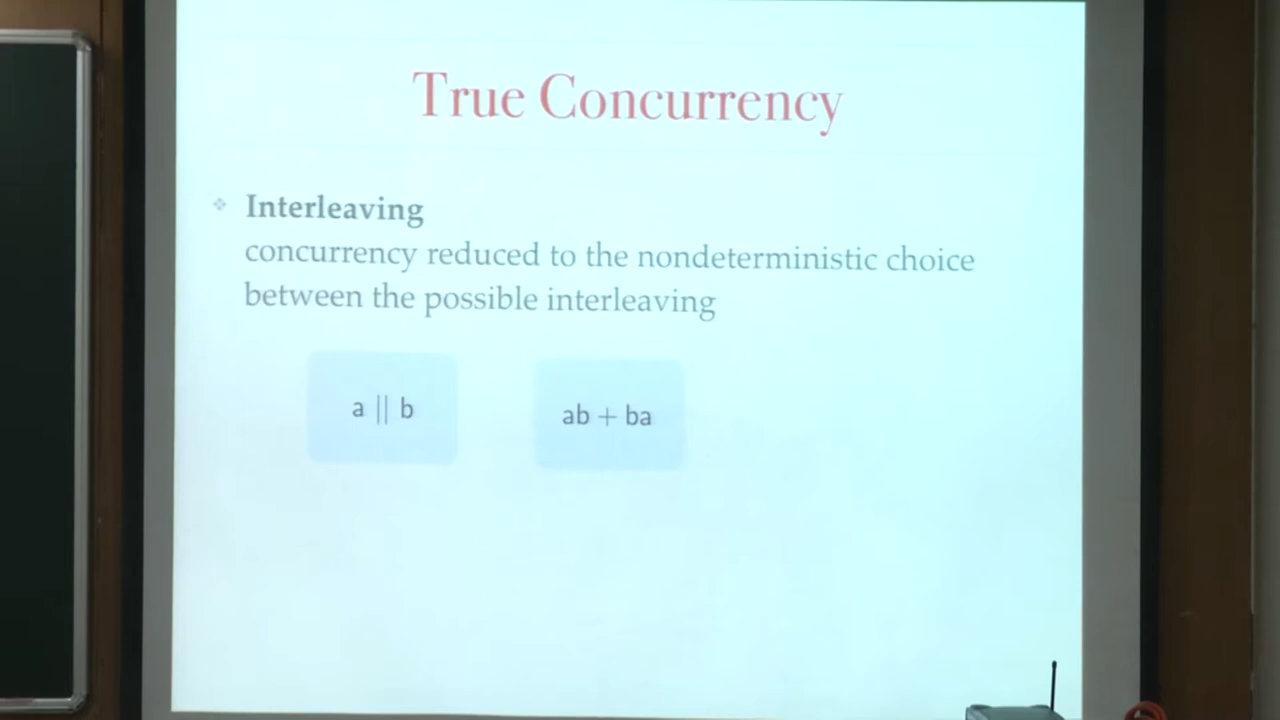 True Concurrency
Interleaving
concurrency reduced to the nondeterministic choice
between the possible interleaving
a || b
ab + ba